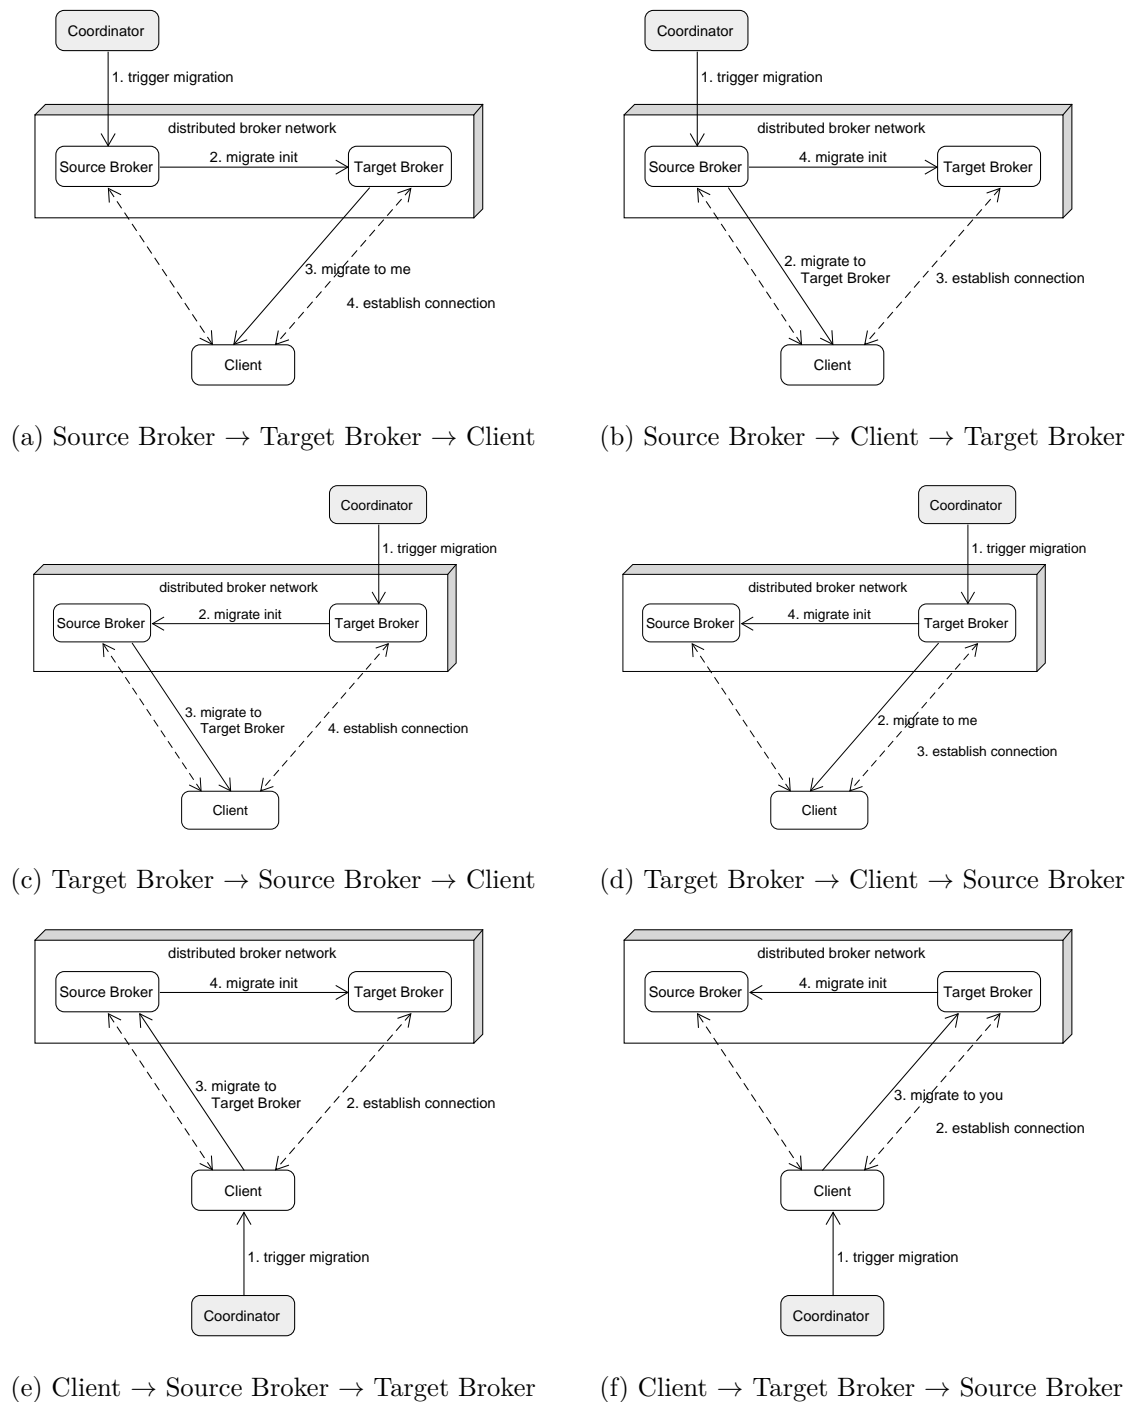 Coordinator
1. trigger migration
distributed broker network
Source Broker
2. migrate init
Target Broker
3. migrate to me
4. establish connection
Client
(a) Source Broker → Target Broker → Client
Coordinator
1. trigger migration
distributed broker network
Source Broker
4. migrate init
Target Broker
2. migrate to
Target Broker
3. establish connection
Client
(b) Source Broker → Client → Target Broker
Coordinator
1. trigger migration
distributed broker network
Source Broker
2. migrate init
Target Broker
3. migrate to
Target Broker
4. establish connection
Client
(c) Target Broker → Source Broker → Client
Coordinator
1. trigger migration
distributed broker network
Source Broker
4. migrate init
Target Broker
2. migrate to me
3. establish connection
Client
(d) Target Broker → Client → Source Broker
distributed broker network
Source Broker
4. migrate init
Target Broker
3. migrate to
Target Broker
2. establish connection
Client
1. trigger migration
Coordinator
(e) Client → Source Broker → Target Broker
distributed broker network
Source Broker
4. migrate init
Target Broker
3. migrate to you
2. establish connection
Client
1. trigger migration
Coordinator
(f) Client → Target Broker → Source Broker